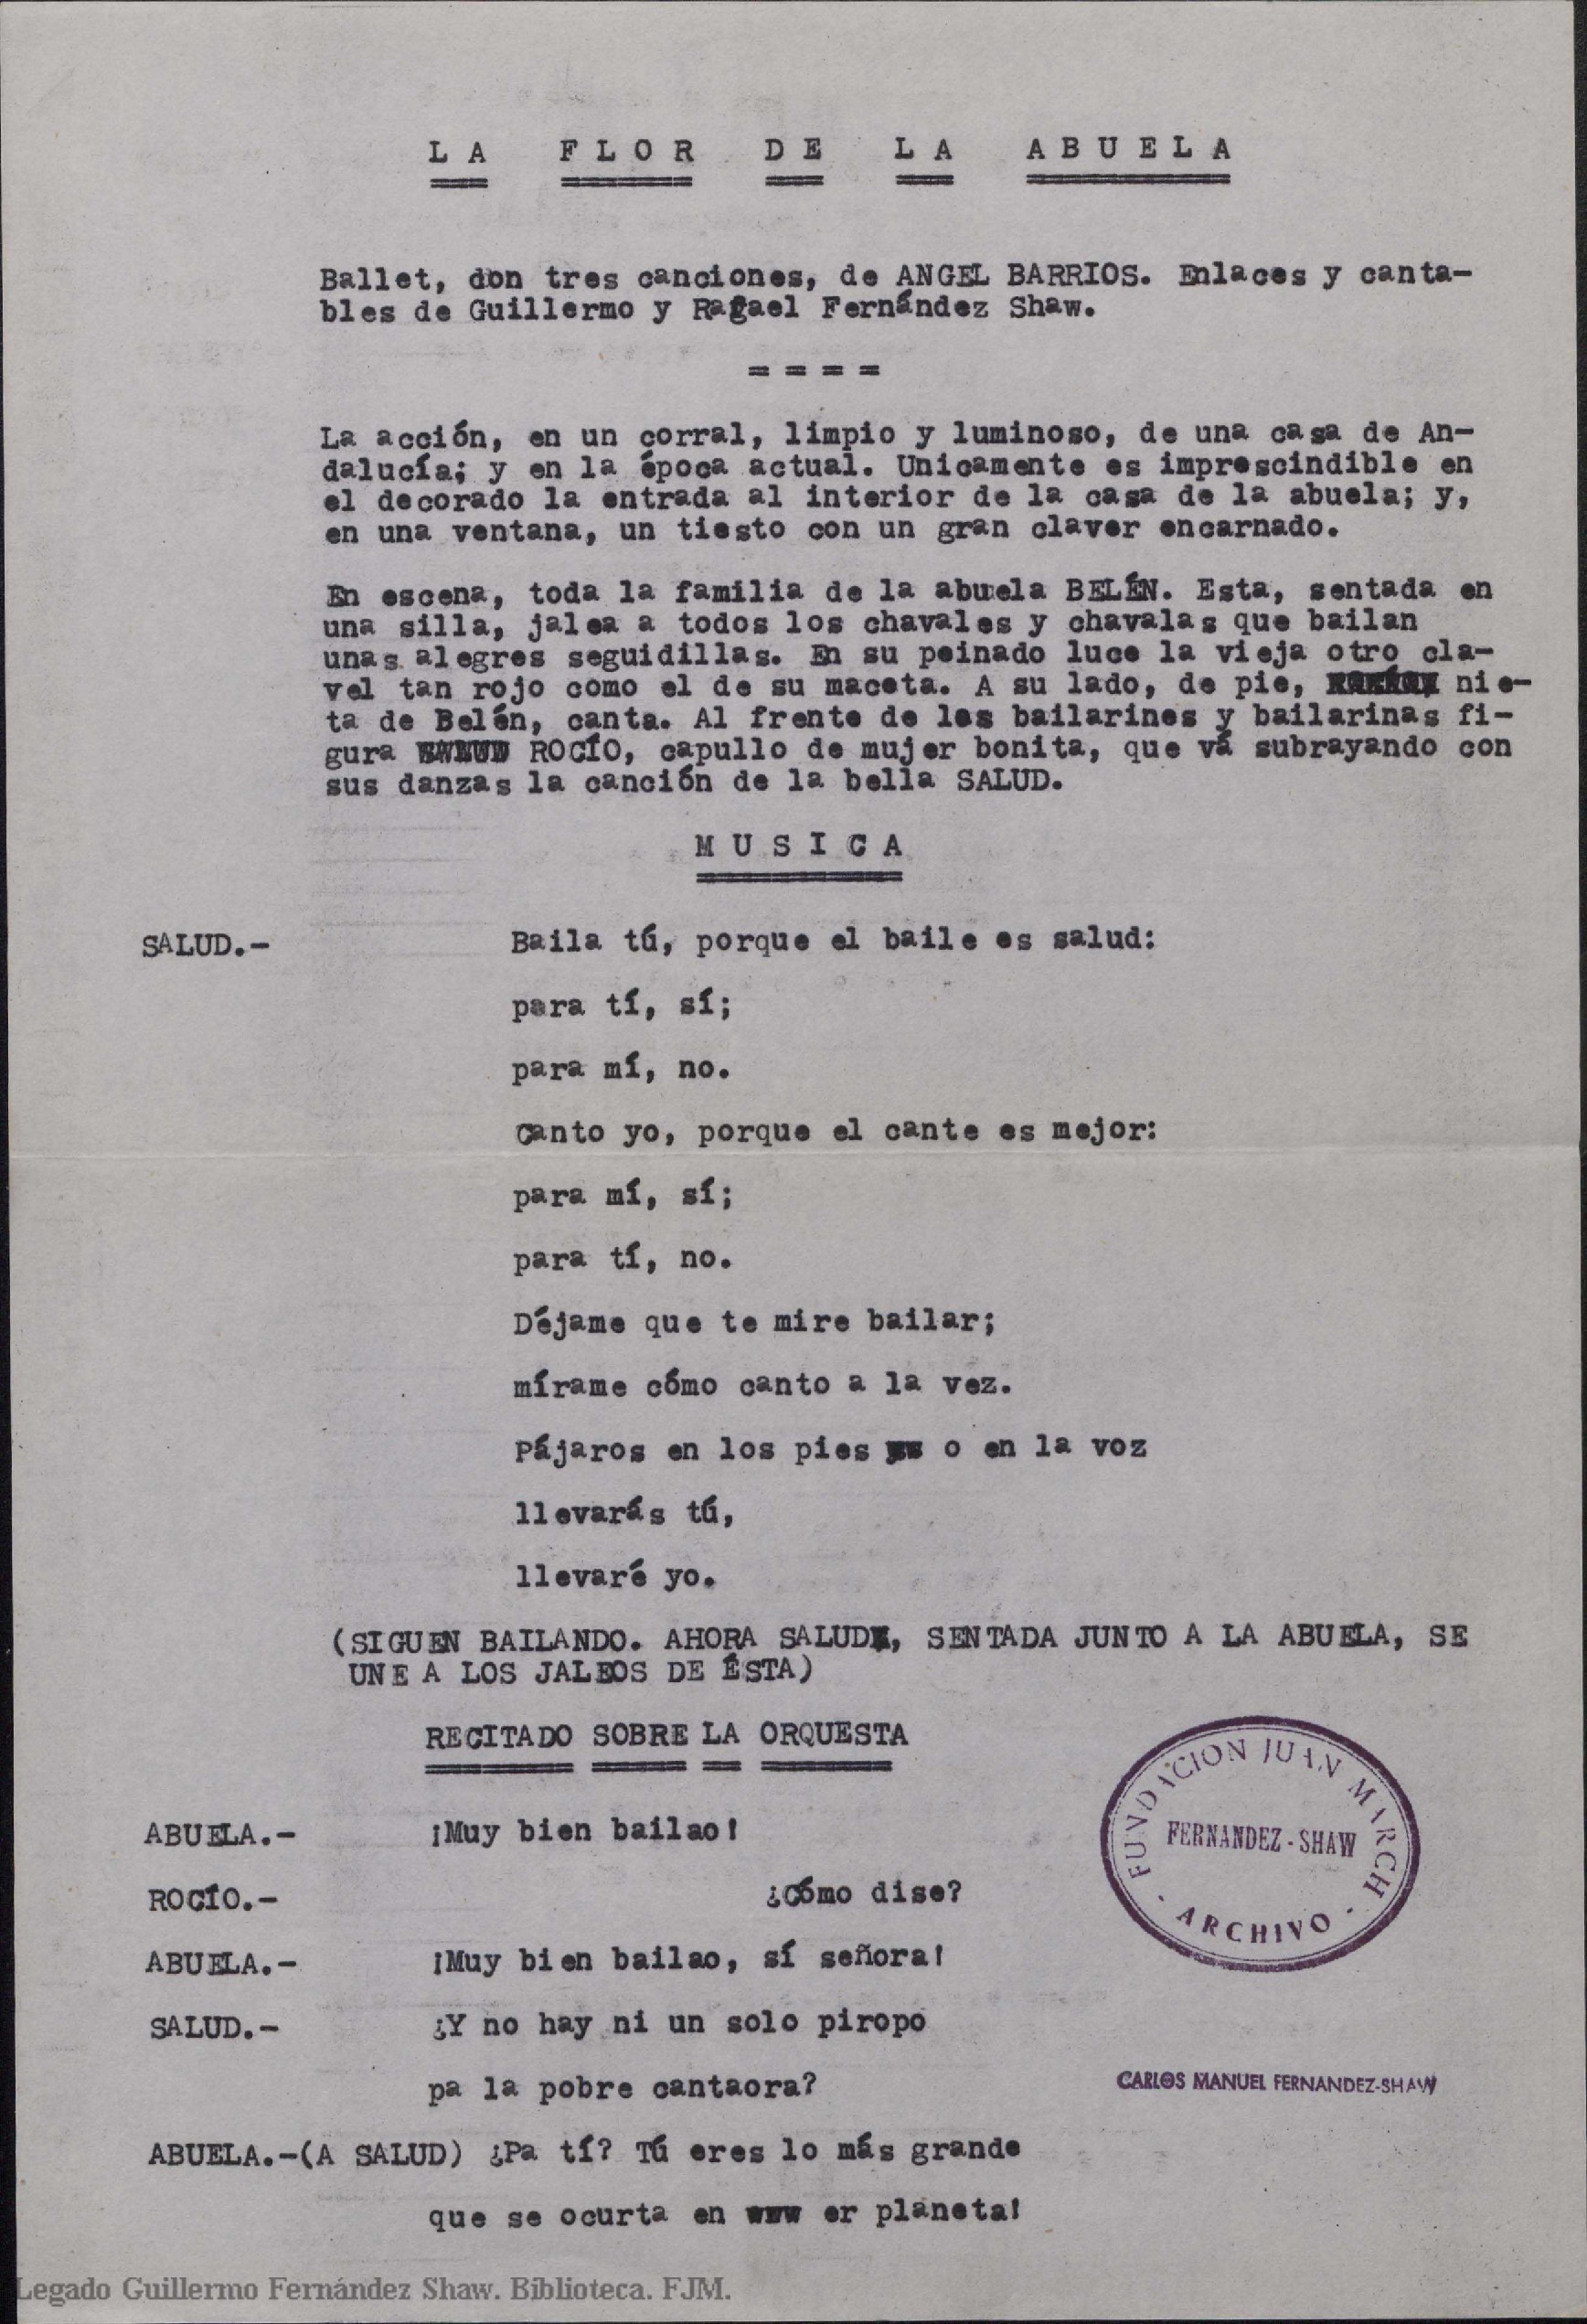 LA FLOR DE LA ABUELA
Ballet, don tres canciones, de ANGEL BARRIOS. Enlaces y canta-
bles de Guillermo y Rafael Fernández Shaw.
= = = =
La acción, en un corral, limpio y luminoso, de una casa de An-
dalucía; y en la época actual. Unicamente es imprescindible en
el decorado la entrada al interior de la casa de la abuela; y,
en una ventana, un tiesto con un gran claver encarnado.
En escena, toda la familia de la abuela BELÉN. Esta, sentada en
una silla, jalea a todos los chavales y chavalas que bailan
unas alegres seguidillas. En su peinado luce la vieja otro cla-
vel tan rojo como el de su maceta. A su lado, de pie, nie-
ta de Belén, canta. Al frente de los bailarines y bailarinas fi-
gura ROCÍO, capullo de mujer bonita, que vá subrayando con
sus danzas la canción de la bella SALUD.
MUSICA
SALUD.- Baila tú, porque el baile es salud:
para tí, sí;
para mí, no.
Canto yo, porque el cante es mejor:
para mí, sí;
para tí, no.
Déjame que te mire bailar;
mírame cómo canto a la vez.
Pájaros en los pies o en la voz
llevarás tú,
llevaré yo.
(SIGUEN BAILANDO. AHORA SALUD, SENTADA JUNTO A LA ABUELA, SE
UNE A LOS JALEOS DE ÉSTA)
RECITADO SOBRE LA ORQUESTA
ABUELA.- ¡Muy bien bailao!
ROCÍO.- ¿Cómo dise?
ABUELA.- ¡Muy bien bailao, sí señora!
SALUD.- ¿Y no hay ni un solo piropo
pa la pobre cantaora?
ABUELA.-(A SALUD) ¿Pa tí? Tú eres lo más grande
que se ocurta en er planeta!
FUNDACION JUAN MARCH
FERNANDEZ-SHAW
- ARCHIVO -
CARLOS MANUEL FERNANDEZ-SHAW
Legado Guillermo Fernández Shaw. Biblioteca. FJM.